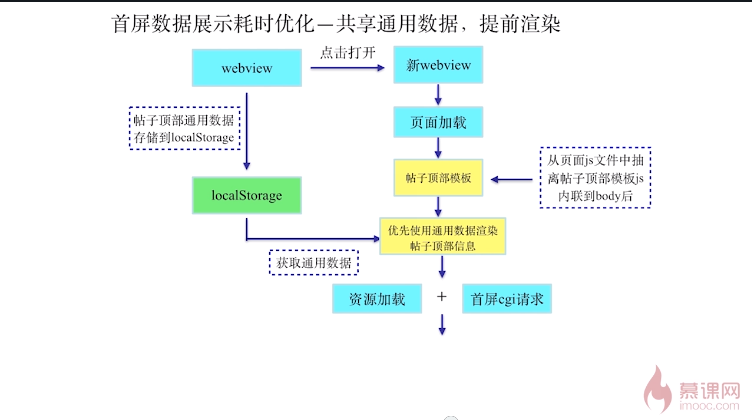 首屏数据展示耗时优化—共享通用数据，提前渲染
webview
点击打开
新webview
帖子顶部通用数据
存储到localStorage
页面加载
localStorage
帖子顶部模板
从页面js文件中抽
离帖子顶部模板js
内联到body后
优先使用通用数据渲染
帖子顶部信息
获取通用数据
资源加载
+
首屏cgi请求
慕课网
imooc.com